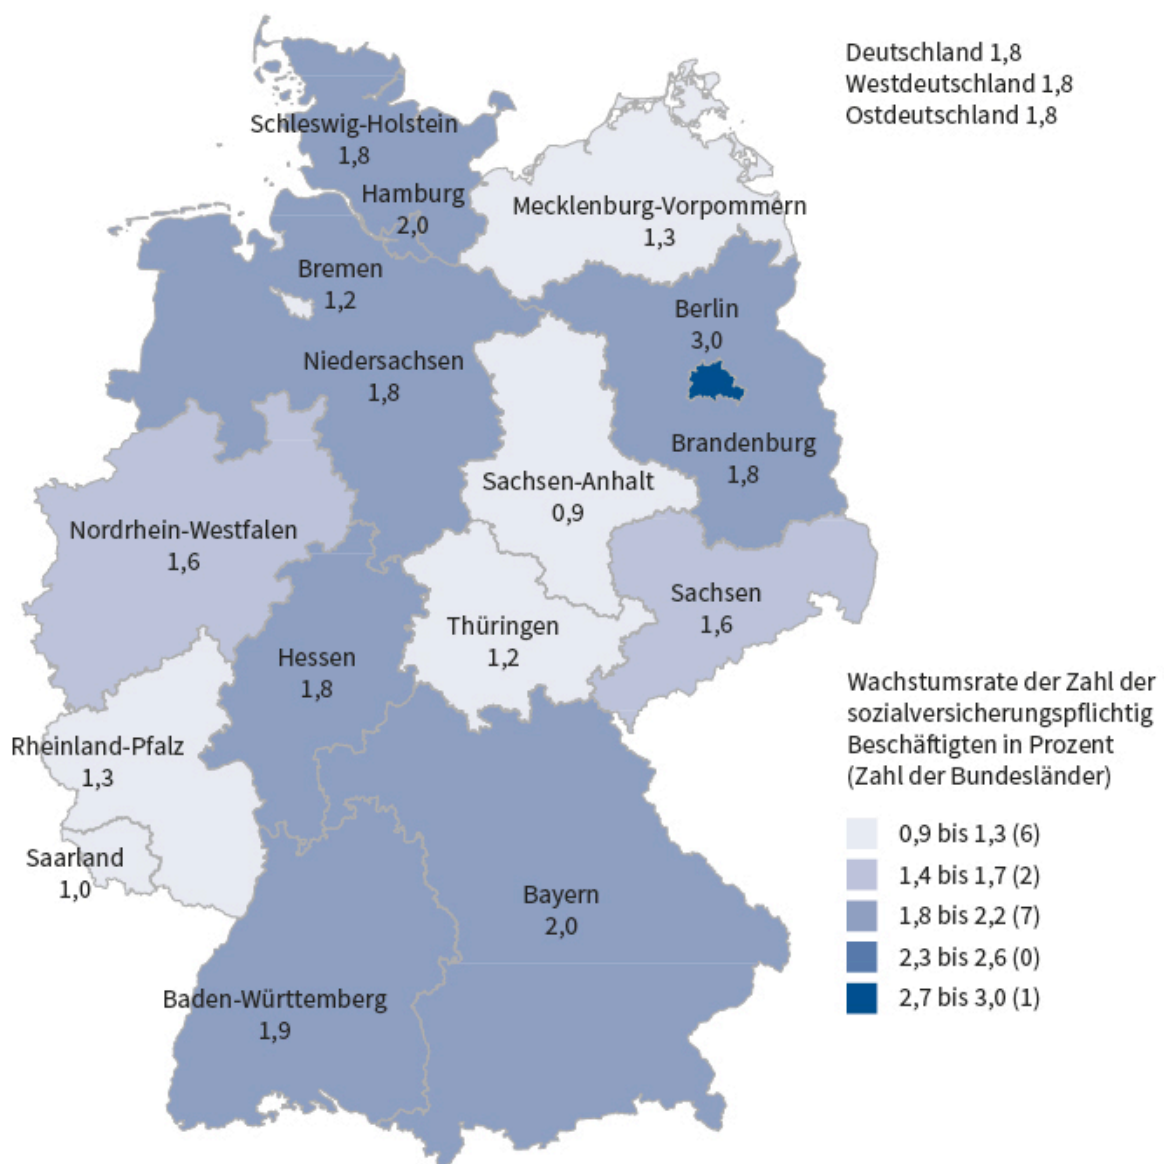 Deutschland 1,8
Westdeutschland 1,8
Ostdeutschland 1,8
Schleswig-Holstein
1,8
Hamburg
2,0
Mecklenburg-Vorpommern
1,3
Bremen
1,2
Berlin
3,0
Niedersachsen
1,8
Brandenburg
1,8
Sachsen-Anhalt
0,9
Nordrhein-Westfalen
1,6
Sachsen
1,6
Thüringen
1,2
Hessen
1,8
Rheinland-Pfalz
1,3
Saarland
1,0
Bayern
2,0
Baden-Württemberg
1,9
Wachstumsrate der Zahl der
sozialversicherungspflichtig
Beschäftigten in Prozent
(Zahl der Bundesländer)
0,9 bis 1,3 (6)
1,4 bis 1,7 (2)
1,8 bis 2,2 (7)
2,3 bis 2,6 (0)
2,7 bis 3,0 (1)